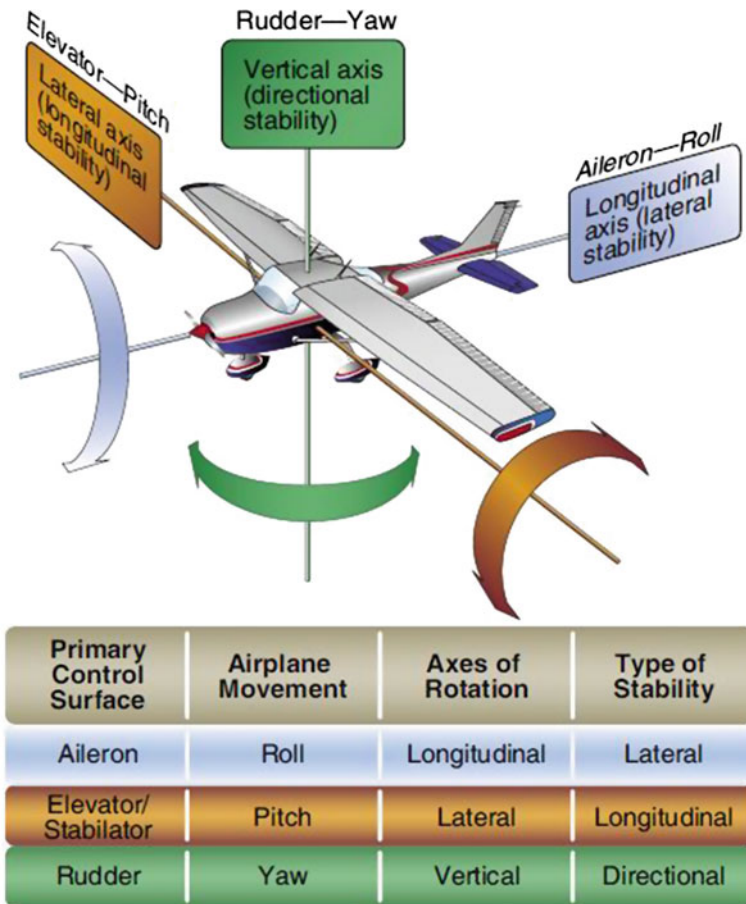 Rudder—Yaw
Vertical axis
(directional
stability)
Elevator—Pitch
Lateral axis
(longitudinal
stability)
Aileron—Roll
Longitudinal
axis (lateral
stability)
Primary
Control
Surface
Airplane
Movement
Axes of
Rotation
Type of
Stability
Aileron
Roll
Longitudinal
Lateral
Elevator/
Stabilator
Pitch
Lateral
Longitudinal
Rudder
Yaw
Vertical
Directional